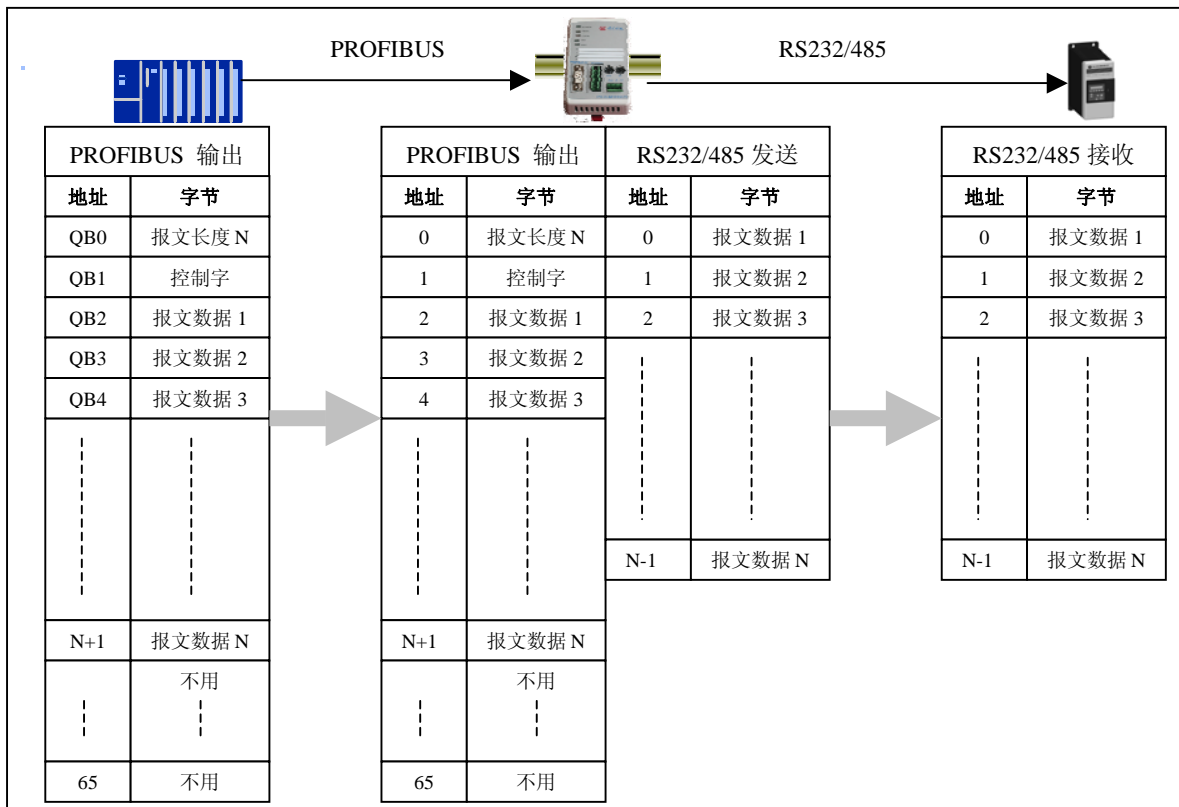 PROFIBUS RS232/485
PROFIBUS 输出 PROFIBUS 输出 RS232/485 发送 RS232/485 接收
地址 字节 地址 字节 地址 字节 地址 字节
QB0 报文长度 N 0 报文长度 N 0 报文数据 1 0 报文数据 1
QB1 控制字 1 控制字 1 报文数据 2 1 报文数据 2
QB2 报文数据 1 2 报文数据 1 2 报文数据 3 2 报文数据 3
QB3 报文数据 2 3 报文数据 2
QB4 报文数据 3 4 报文数据 3
N-1 报文数据 N N-1 报文数据 N
N+1 报文数据 N N+1 报文数据 N
不用 不用
65 不用 65 不用